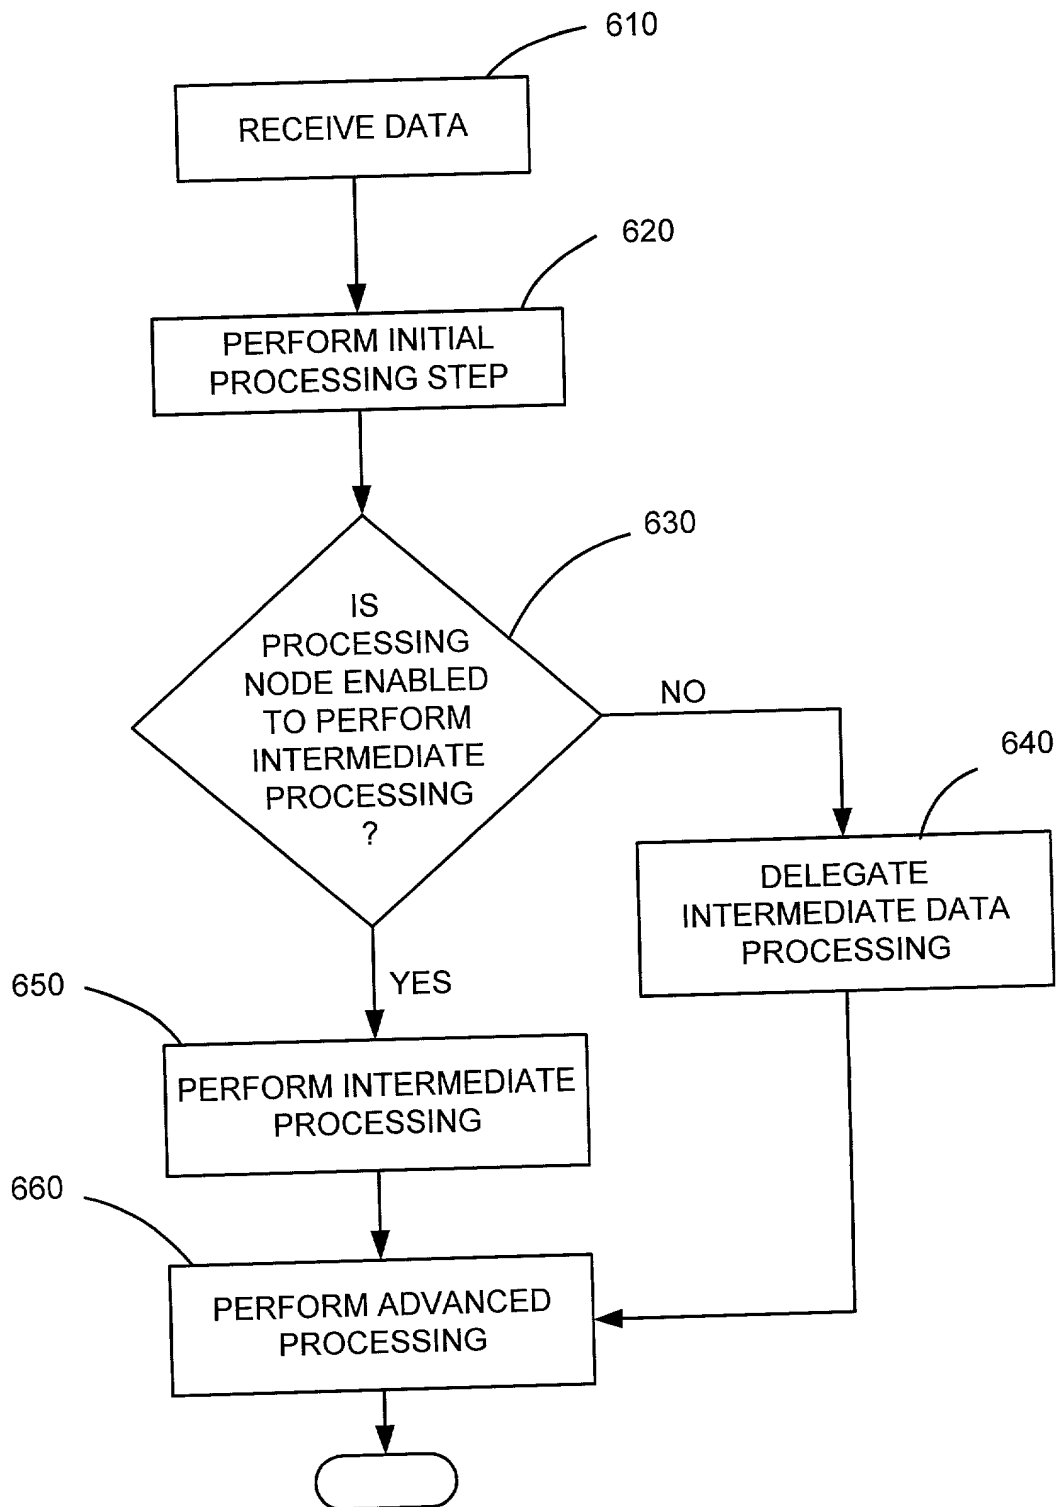 610
RECEIVE DATA
620
PERFORM INITIAL
PROCESSING STEP
630
IS
PROCESSING
NODE ENABLED
TO PERFORM
INTERMEDIATE
PROCESSING
?
NO
640
DELEGATE
INTERMEDIATE DATA
PROCESSING
YES
650
PERFORM INTERMEDIATE
PROCESSING
660
PERFORM ADVANCED
PROCESSING